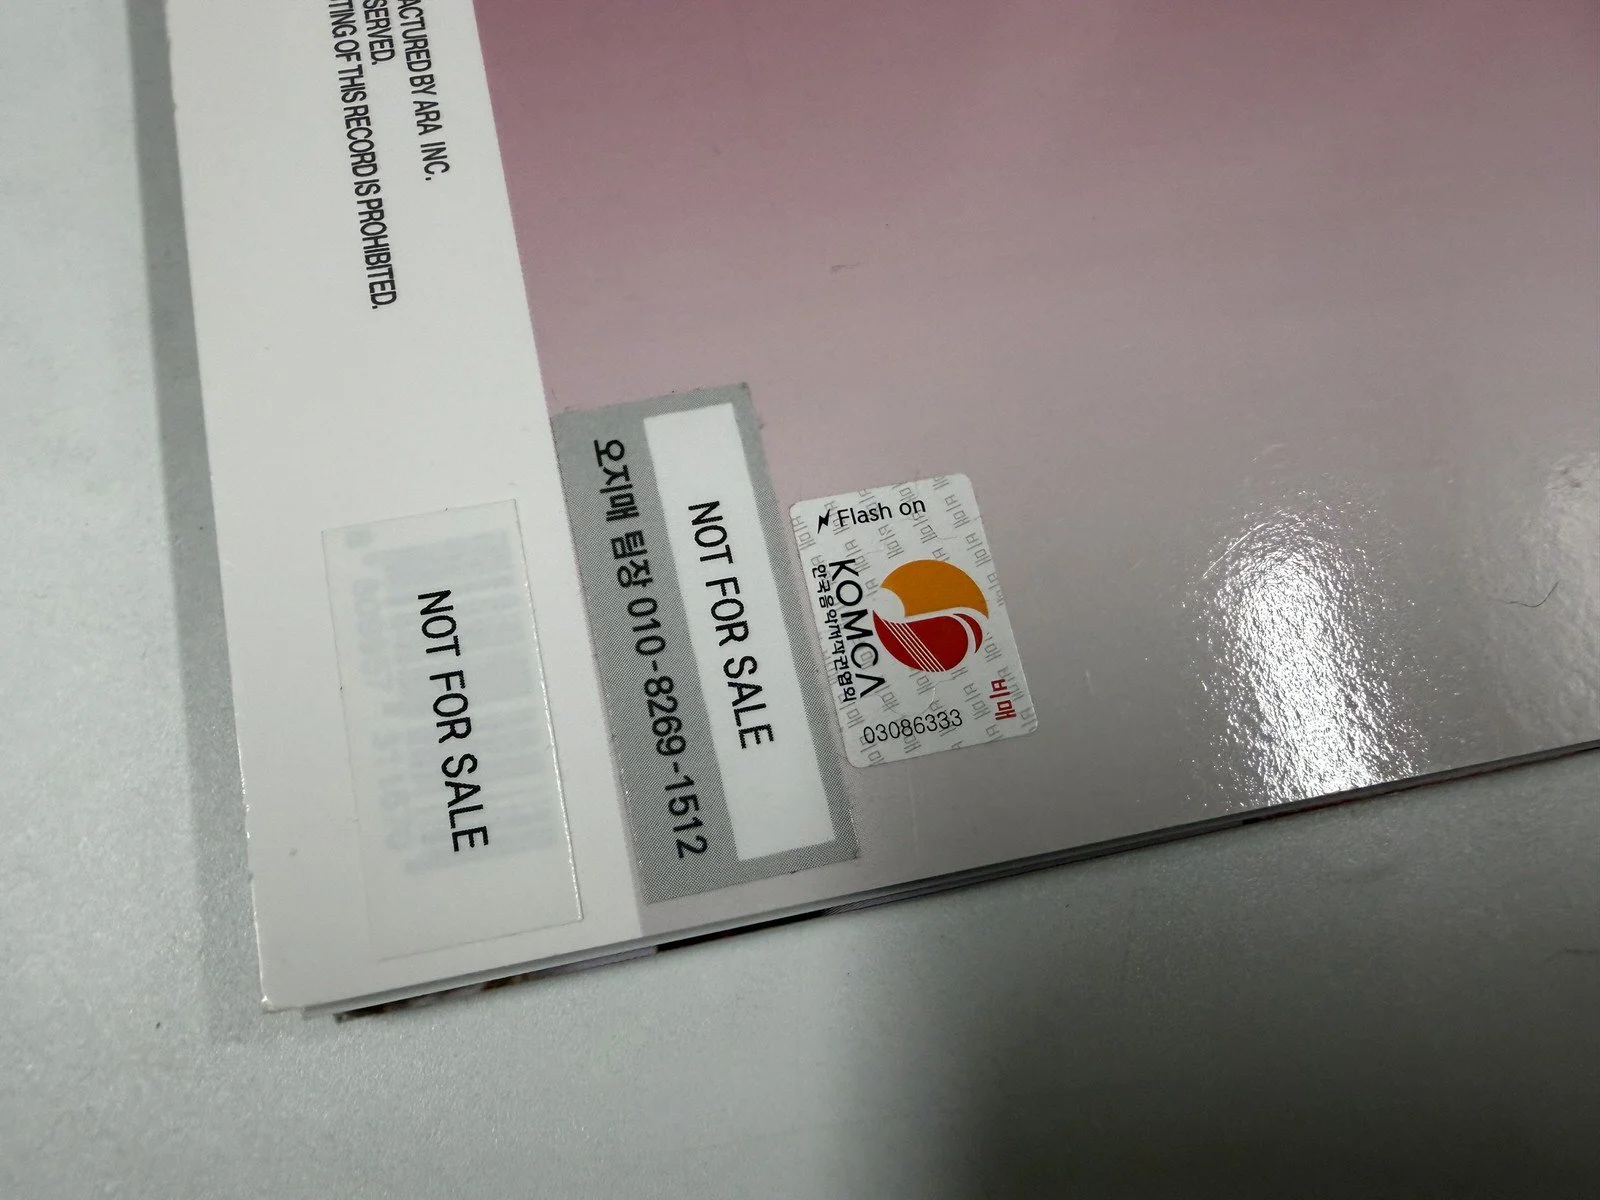 ACTURED BY ARA INC.
SERVED.
TING OF THIS RECORD IS PROHIBITED.
NOT FOR SALE
오지매 팀장 010-8269-1512
NOT FOR SALE
Flash on
KOMCA
한국음악저작권협회
비매
03086333